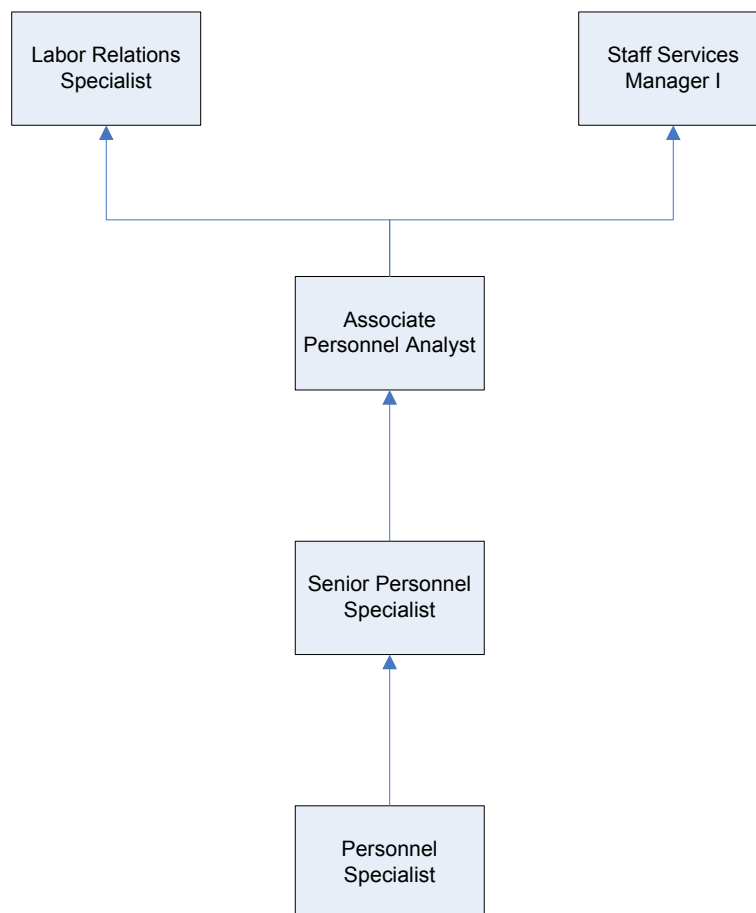 Labor Relations
Specialist
Staff Services
Manager I
Associate
Personnel Analyst
Senior Personnel
Specialist
Personnel
Specialist